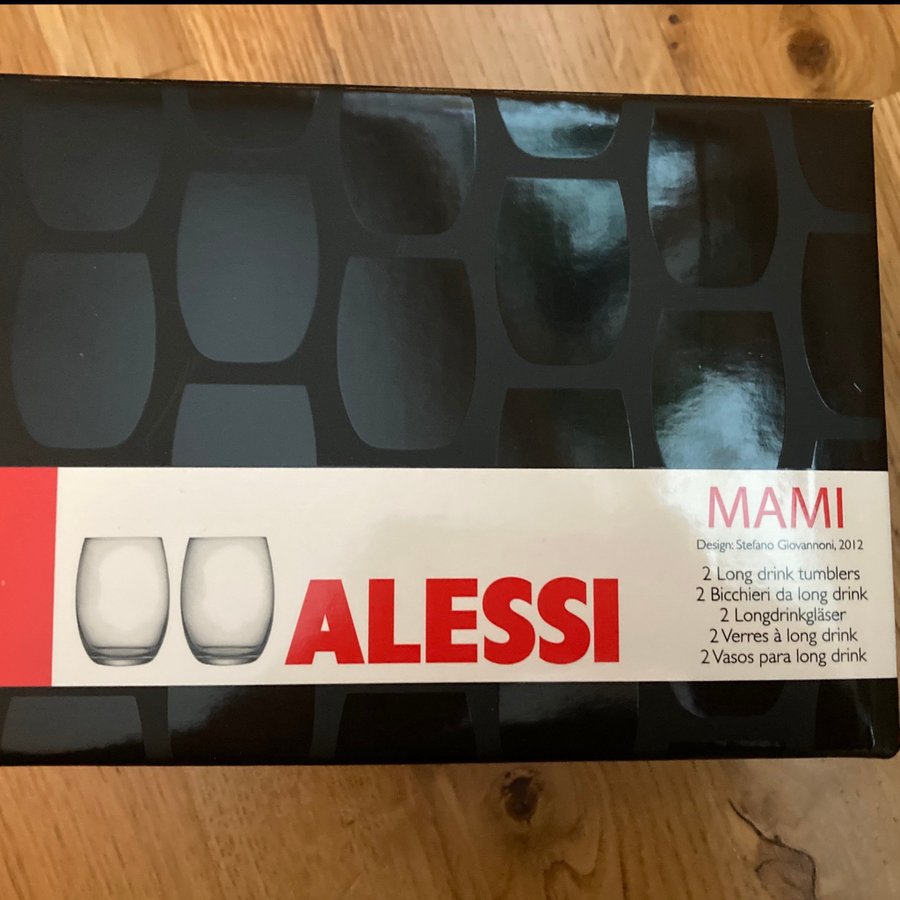 MAMI
Design: Stefano Giovannoni, 2012
ALESSI
2 Long drink tumblers
2 Bicchieri da long drink
2 Longdrinkgläser
2 Verres à long drink
2 Vasos para long drink